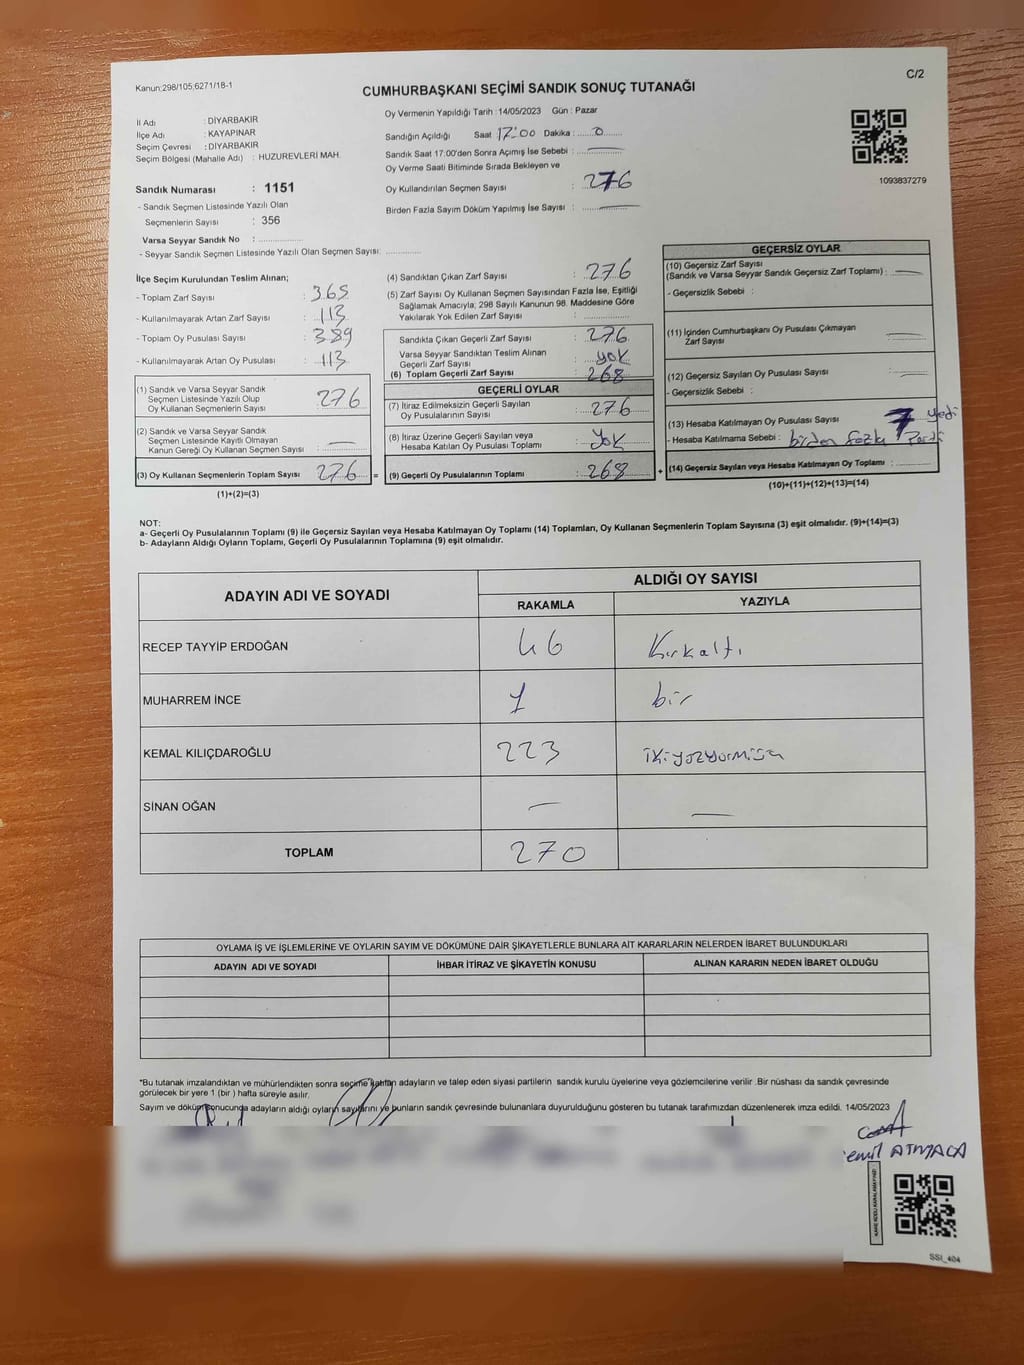 Kanun:298/105;6271/18-1
C/2
CUMHURBAŞKANI SEÇİMİ SANDIK SONUÇ TUTANAĞI
İl Adı : DİYARBAKIR
İlçe Adı : KAYAPINAR
Seçim Çevresi : DİYARBAKIR
Seçim Bölgesi (Mahalle Adı) : HUZUREVLERİ MAH.
Sandık Numarası : 1151
- Sandık Seçmen Listesinde Yazılı Olan
Seçmenlerin Sayısı : 356
Varsa Seyyar Sandık No :
- Seyyar Sandık Seçmen Listesinde Yazılı Olan Seçmen Sayısı:
Oy Vermenin Yapıldığı Tarih :14/05/2023 Gün : Pazar
Sandığın Açıldığı Saat 17:00 Dakika : 0
Sandık Saat 17:00'den Sonra Açımış İse Sebebi :
Oy Verme Saati Bitiminde Sırada Bekleyen ve
Oy Kullandırılan Seçmen Sayısı : 276
Birden Fazla Sayım Döküm Yapılmış İse Sayısı :
1093837279
İlçe Seçim Kurulundan Teslim Alınan;
- Toplam Zarf Sayısı : 365
- Kullanılmayarak Artan Zarf Sayısı : 113
- Toplam Oy Pusulası Sayısı : 389
- Kullanılmayarak Artan Oy Pusulası : 113
(1) Sandık ve Varsa Seyyar Sandık
Seçmen Listesinde Yazılı Olup
Oy Kullanan Seçmenlerin Sayısı : 276
(2) Sandık ve Varsa Seyyar Sandık
Seçmen Listesinde Kayıtlı Olmayan
Kanun Gereği Oy Kullanan Seçmen Sayısı :
(3) Oy Kullanan Seçmenlerin Toplam Sayısı 276 =
(1)+(2)=(3)
(4) Sandıktan Çıkan Zarf Sayısı : 276
(5) Zarf Sayısı Oy Kullanan Seçmen Sayısından Fazla İse, Eşitliği
Sağlamak Amacıyla; 298 Sayılı Kanunun 98. Maddesine Göre
Yakılarak Yok Edilen Zarf Sayısı :
Sandıkta Çıkan Geçerli Zarf Sayısı : 276
Varsa Seyyar Sandıktan Teslim Alınan
Geçerli Zarf Sayısı : yok
(6) Toplam Geçerli Zarf Sayısı : 268
GEÇERLİ OYLAR
(7) İtiraz Edilmeksizin Geçerli Sayılan
Oy Pusulalarının Sayısı : 276
(8) İtiraz Üzerine Geçerli Sayılan veya
Hesaba Katılan Oy Pusulası Toplamı : Yok
(9) Geçerli Oy Pusulalarının Toplamı : 268 +
GEÇERSİZ OYLAR
(10) Geçersiz Zarf Sayısı
(Sandık ve Varsa Seyyar Sandık Geçersiz Zarf Toplamı) :
- Geçersizlik Sebebi :
(11) İçinden Cumhurbaşkanı Oy Pusulası Çıkmayan
Zarf Sayısı
(12) Geçersiz Sayılan Oy Pusulası Sayısı :
- Geçersizlik Sebebi :
(13) Hesaba Katılmayan Oy Pusulası Sayısı : 7 yedi
- Hesaba Katılmama Sebebi : birden fazla Parti
(14) Geçersiz Sayılan veya Hesaba Katılmayan Oy Toplamı :
(10)+(11)+(12)+(13)=(14)
NOT:
a- Geçerli Oy Pusulalarının Toplamı (9) ile Geçersiz Sayılan veya Hesaba Katılmayan Oy Toplamı (14) Toplamları, Oy Kullanan Seçmenlerin Toplam Sayısına (3) eşit olmalıdır. (9)+(14)=(3)
b- Adayların Aldığı Oyların Toplamı, Geçerli Oy Pusulalarının Toplamına (9) eşit olmalıdır.
ADAYIN ADI VE SOYADI
ALDIĞI OY SAYISI
RAKAMLA YAZIYLA
RECEP TAYYİP ERDOĞAN 46 Kırkaltı
MUHARREM İNCE 1 bir
KEMAL KILIÇDAROĞLU 223 ikiyüzyirmiüç
SİNAN OĞAN — —
TOPLAM 270
OYLAMA İŞ VE İŞLEMLERİNE VE OYLARIN SAYIM VE DÖKÜMÜNE DAİR ŞİKAYETLERLE BUNLARA AİT KARARLARIN NELERDEN İBARET BULUNDUKLARI
ADAYIN ADI VE SOYADI İHBAR İTİRAZ VE ŞİKAYETİN KONUSU ALINAN KARARIN NEDEN İBARET OLDUĞU
"Bu tutanak imzalandıktan ve mühürlendikten sonra seçime katılan adayların ve talep eden siyasi partilerin sandık kurulu üyelerine veya gözlemcilerine verilir .Bir nüshası da sandık çevresinde
görülecek bir yere 1 (bir ) hafta süreyle asılır.
Sayım ve döküm sonucunda adayların aldığı oyların sayılarını ve bunların sandık çevresinde bulunanlara duyurulduğunu gösteren bu tutanak tarafımızdan düzenlenerek imza edildi. 14/05/2023
Cemil ATMACA
SSI_404